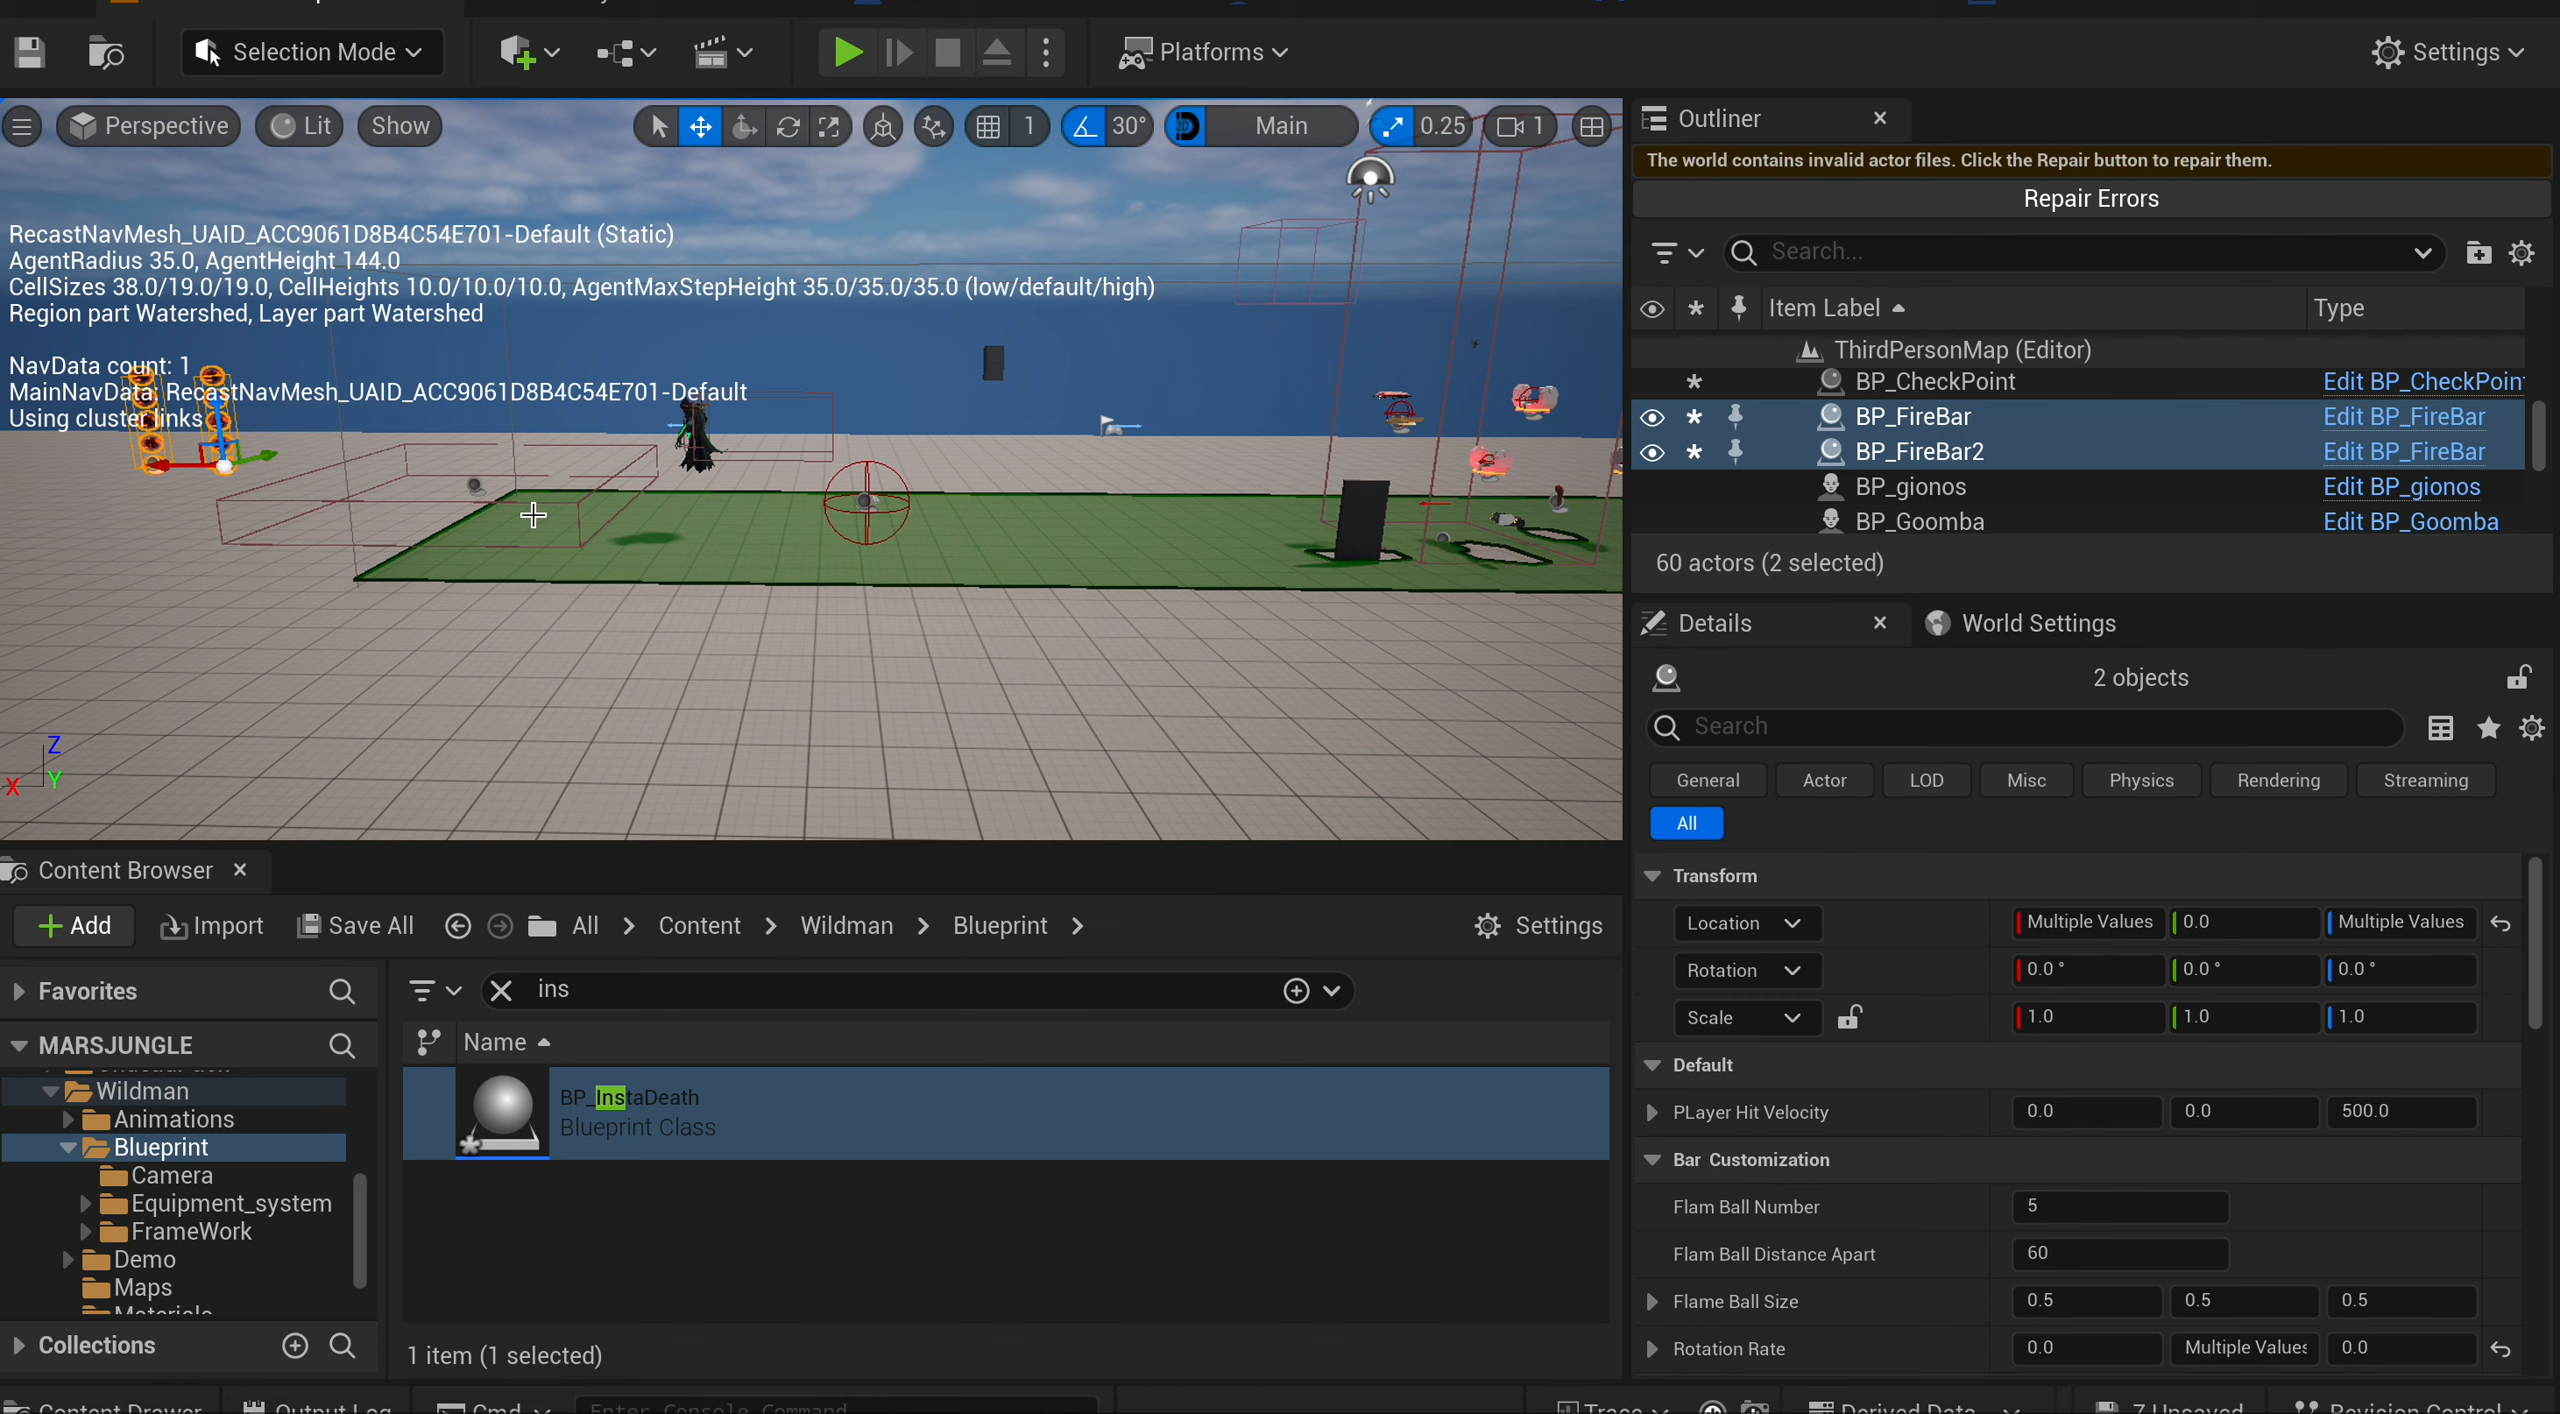 Selection Mode
Platforms
Settings
Perspective
Lit
Show
1
30°
Main
0.25
1
RecastNavMesh_UAID_ACC9061D8B4C54E701-Default (Static)
AgentRadius 35.0, AgentHeight 144.0
CellSizes 38.0/19.0/19.0, CellHeights 10.0/10.0/10.0, AgentMaxStepHeight 35.0/35.0/35.0 (low/default/high)
Region part Watershed, Layer part Watershed
NavData count: 1
MainNavData: RecastNavMesh_UAID_ACC9061D8B4C54E701-Default
Using cluster links
Z
X Y
Outliner
The world contains invalid actor files. Click the Repair button to repair them.
Repair Errors
Search...
Item Label Type
ThirdPersonMap (Editor)
BP_CheckPoint Edit BP_CheckPoint
BP_FireBar Edit BP_FireBar
BP_FireBar2 Edit BP_FireBar
BP_gionos Edit BP_gionos
BP_Goomba Edit BP_Goomba
60 actors (2 selected)
Details World Settings
2 objects
Search
General Actor LOD Misc Physics Rendering Streaming
All
Transform
Location Multiple Values 0.0 Multiple Values
Rotation 0.0 ° 0.0 ° 0.0 °
Scale 1.0 1.0 1.0
Default
PLayer Hit Velocity 0.0 0.0 500.0
Bar Customization
Flam Ball Number 5
Flam Ball Distance Apart 60
Flame Ball Size 0.5 0.5 0.5
Rotation Rate 0.0 Multiple Values 0.0
Content Browser
Add Import Save All All > Content > Wildman > Blueprint > Settings
Favorites
MARSJUNGLE
Wildman
Animations
Blueprint
Camera
Equipment_system
FrameWork
Demo
Maps
Materials
Collections
ins
Name
BP_InstaDeath
Blueprint Class
1 item (1 selected)
Content Drawer Output Log Cmd Enter Console Command Trace Derived Data 7 Unsaved Revision Control